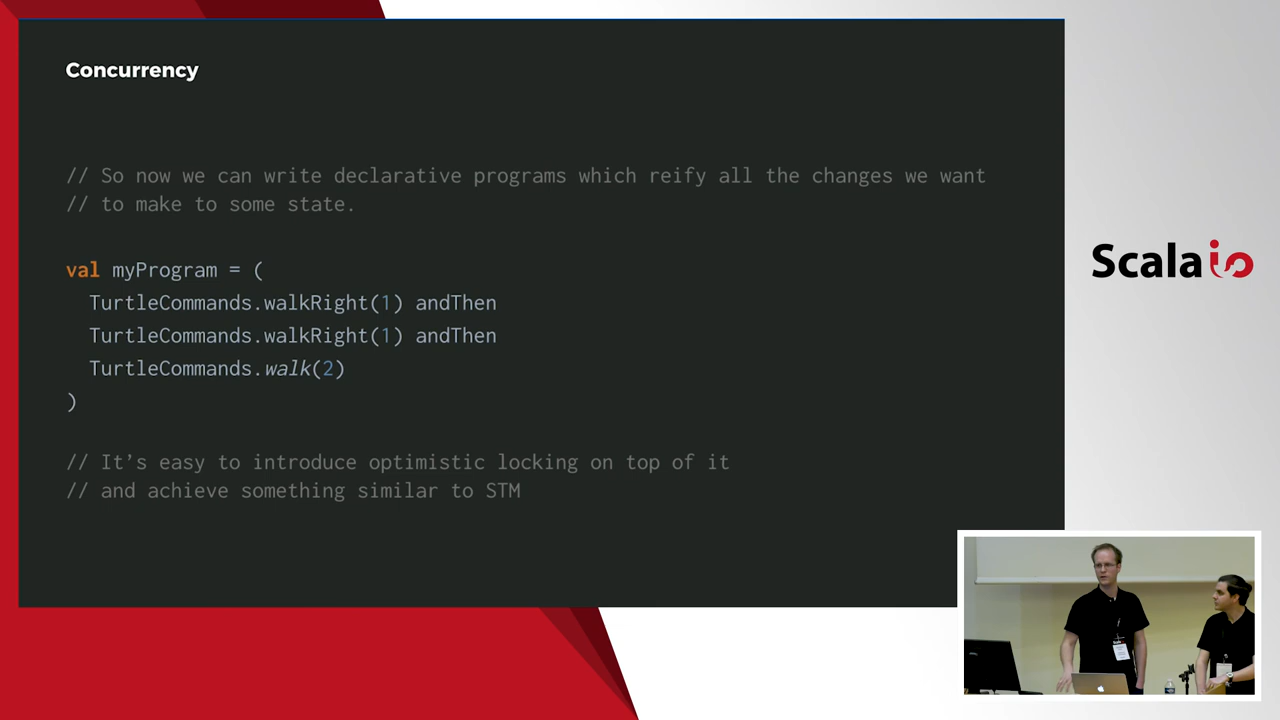 Concurrency
// So now we can write declarative programs which reify all the changes we want
// to make to some state.
val myProgram = (
TurtleCommands.walkRight(1) andThen
TurtleCommands.walkRight(1) andThen
TurtleCommands.walk(2)
)
// It’s easy to introduce optimistic locking on top of it
// and achieve something similar to STM
Scala io